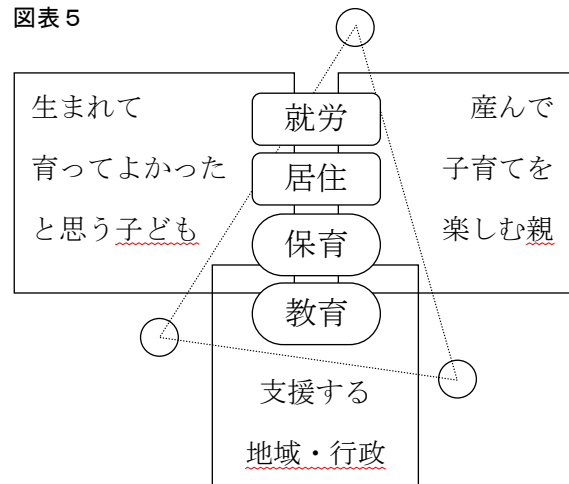 図表５
生まれて
育ってよかった
と思う子ども
就労
居住
保育
教育
産んで
子育てを
楽しむ親
支援する
地域・行政